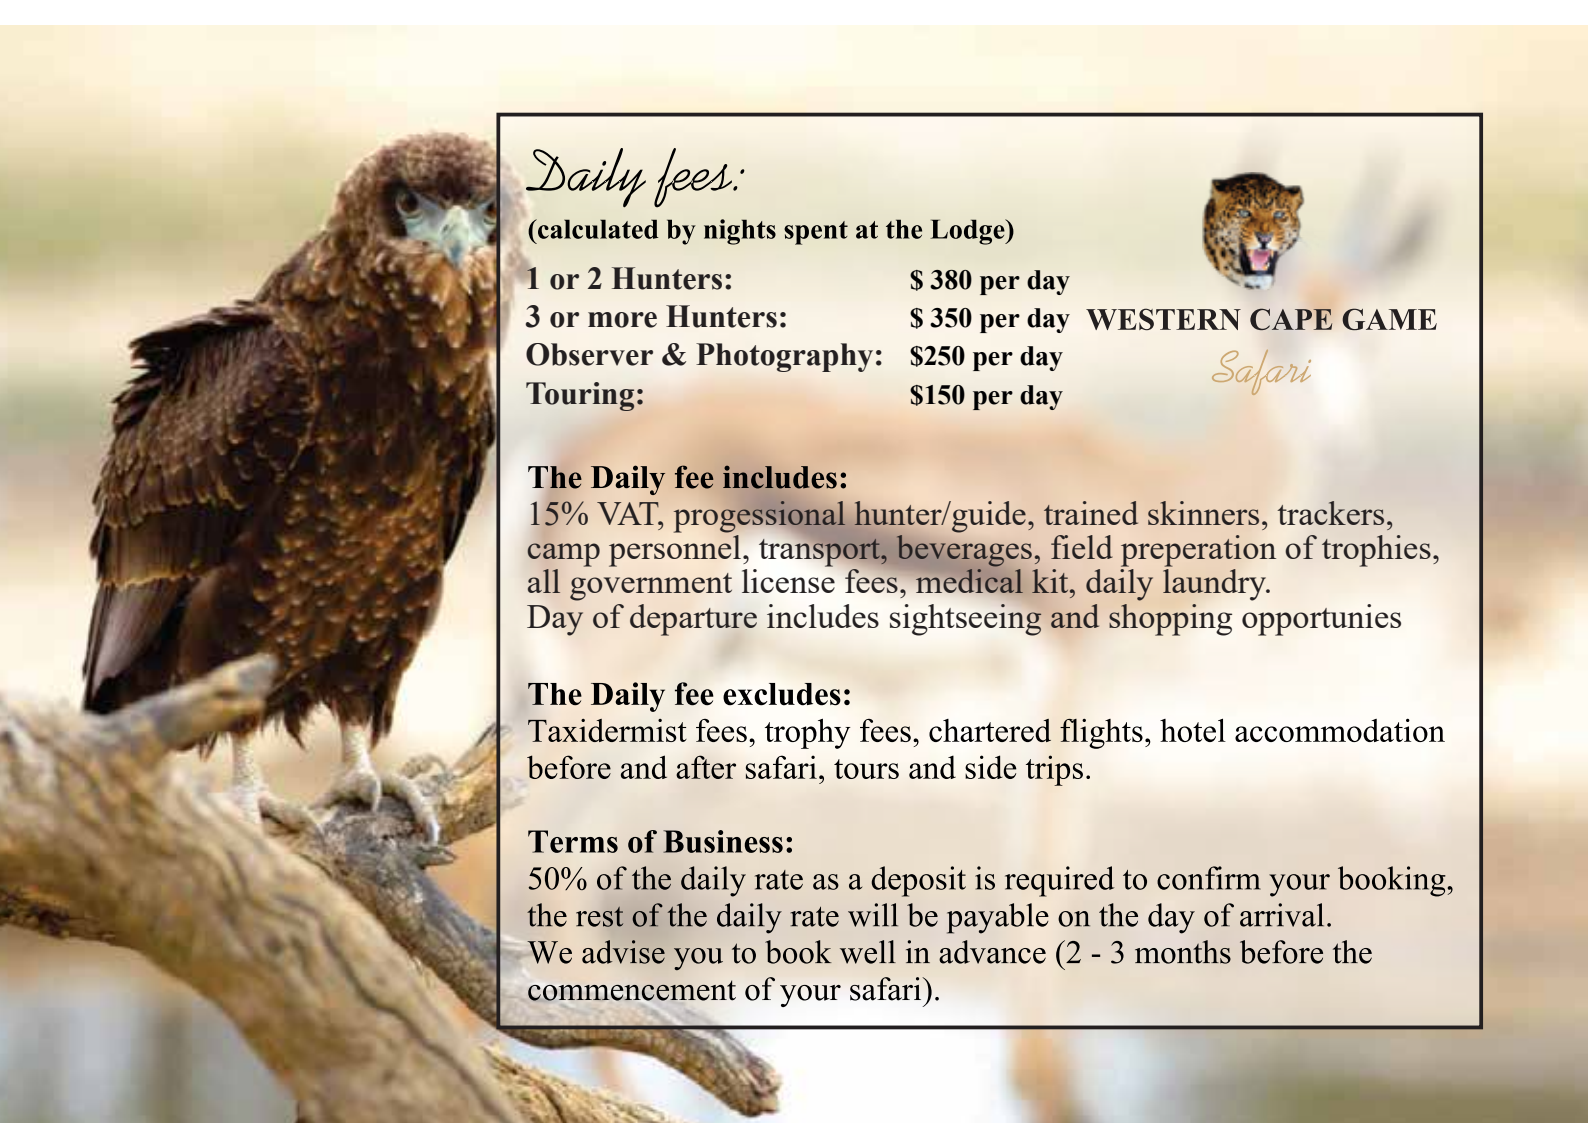 Daily fees:
(calculated by nights spent at the Lodge)
1 or 2 Hunters: $ 380 per day
3 or more Hunters: $ 350 per day
Observer & Photography: $250 per day
Touring: $150 per day
WESTERN CAPE GAME
Safari
The Daily fee includes:
15% VAT, progessional hunter/guide, trained skinners, trackers,
camp personnel, transport, beverages, field preperation of trophies,
all government license fees, medical kit, daily laundry.
Day of departure includes sightseeing and shopping opportunies
The Daily fee excludes:
Taxidermist fees, trophy fees, chartered flights, hotel accommodation
before and after safari, tours and side trips.
Terms of Business:
50% of the daily rate as a deposit is required to confirm your booking,
the rest of the daily rate will be payable on the day of arrival.
We advise you to book well in advance (2 - 3 months before the
commencement of your safari).